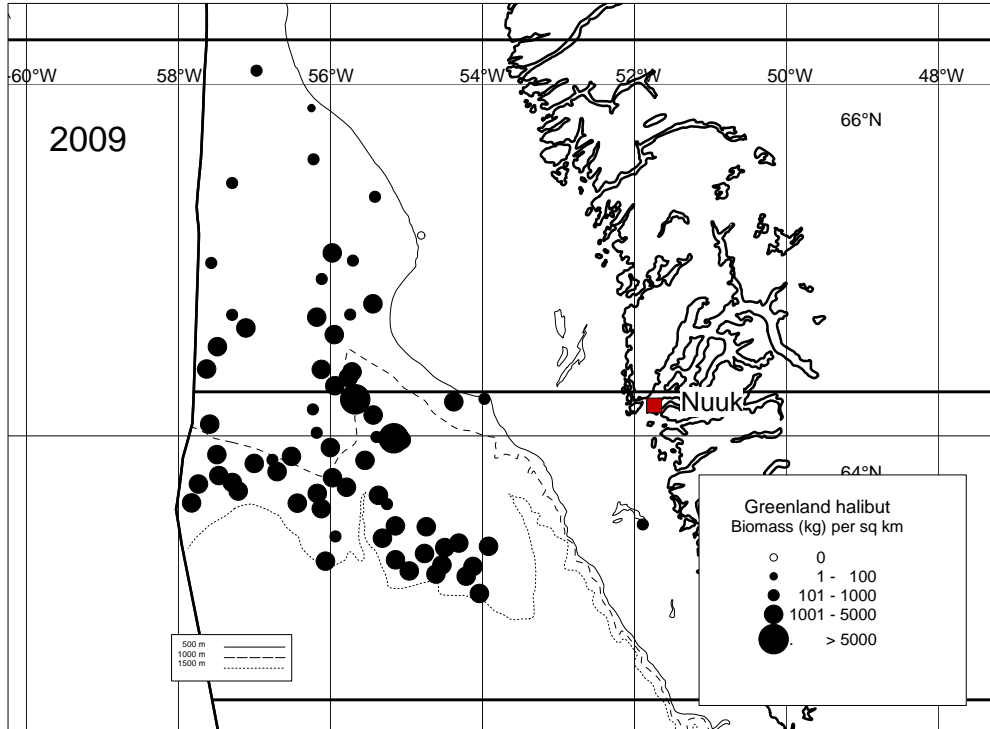 60°W 58°W 56°W 54°W 52°W 50°W 48°W
66°N
2009
Nuuk
64°N
Greenland halibut
Biomass (kg) per sq km
0
1 - 100
101 - 1000
1001 - 5000
. > 5000
500 m
1000 m
1500 m